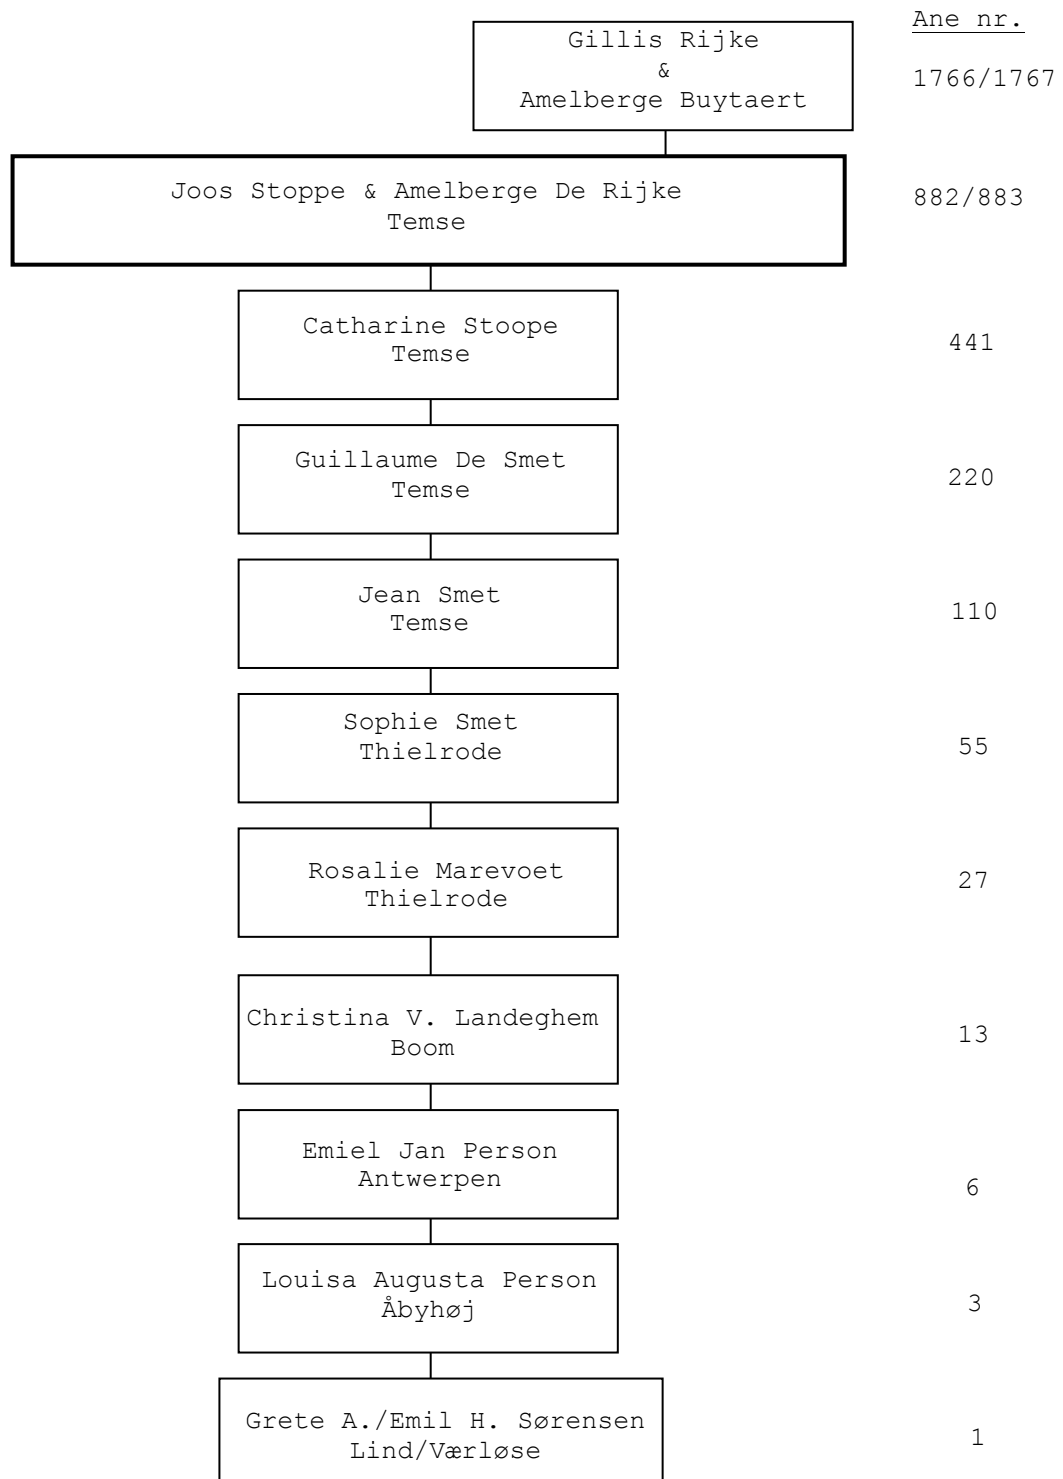 Ane nr.
Gillis Rijke
&
Amelberge Buytaert
1766/1767
Joos Stoppe & Amelberge De Rijke
Temse
882/883
Catharine Stoope
Temse
441
Guillaume De Smet
Temse
220
Jean Smet
Temse
110
Sophie Smet
Thielrode
55
Rosalie Marevoet
Thielrode
27
Christina V. Landeghem
Boom
13
Emiel Jan Person
Antwerpen
6
Louisa Augusta Person
Åbyhøj
3
Grete A./Emil H. Sørensen
Lind/Værløse
1